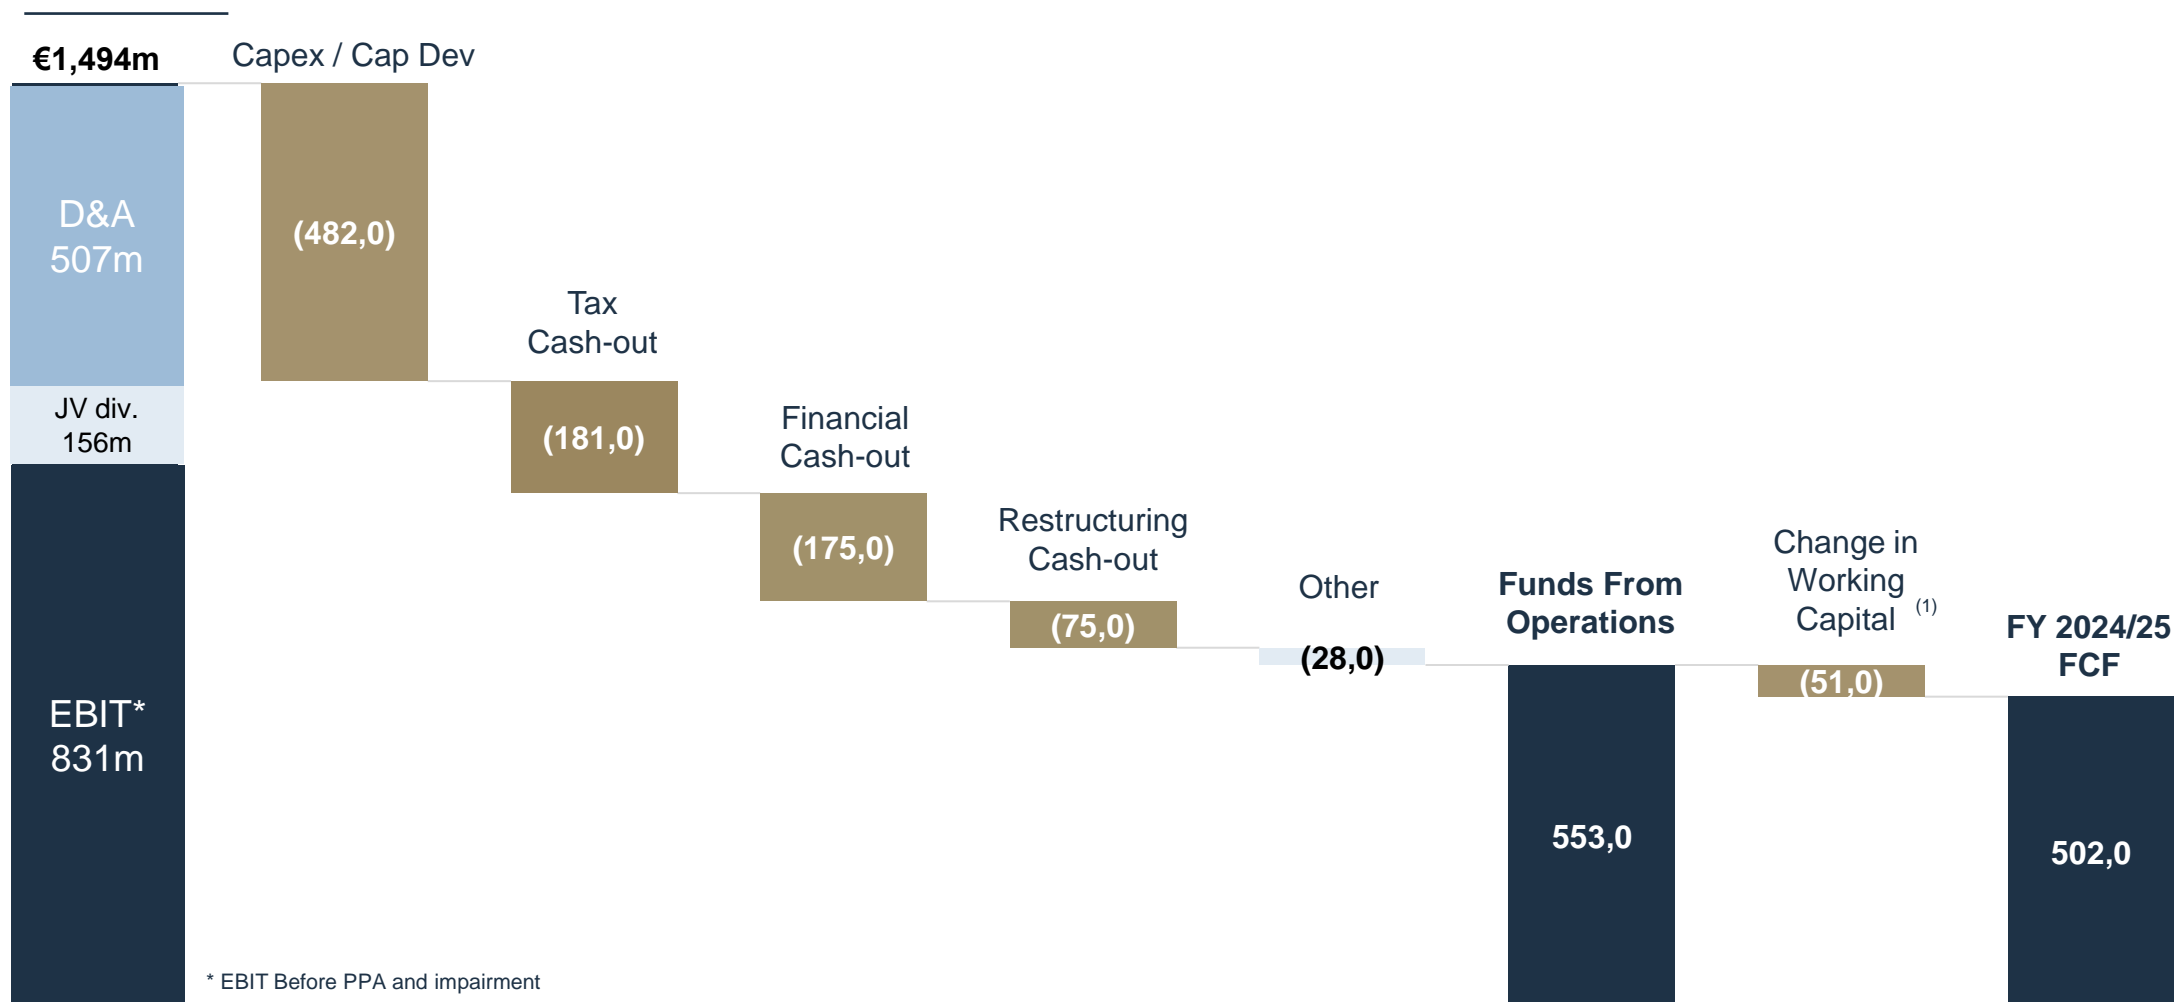 €1,494m
Capex / Cap Dev
D&A
507m
(482,0)
Tax
Cash-out
JV div.
156m
(181,0)
Financial
Cash-out
(175,0)
Restructuring
Cash-out
(75,0)
Other
(28,0)
Funds From
Operations
Change in
Working
Capital (1)
(51,0)
FY 2024/25
FCF
EBIT*
831m
553,0
502,0
* EBIT Before PPA and impairment